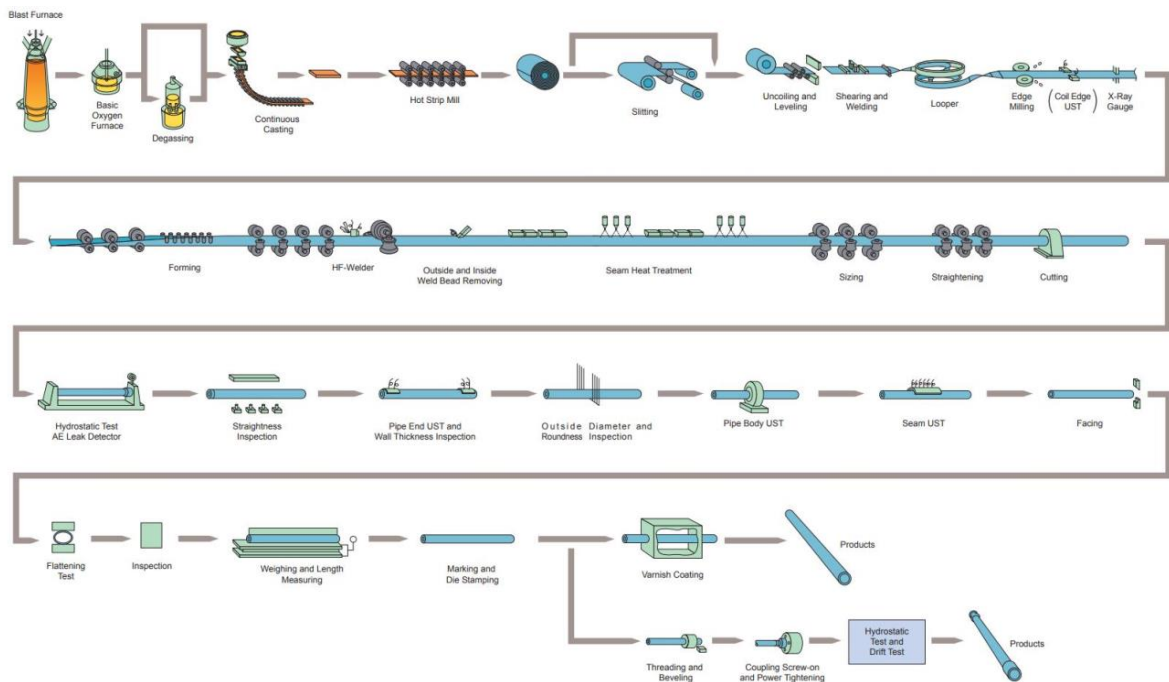 Blast Furnace
Basic
Oxygen
Furnace
Degassing
Continuous
Casting
Hot Strip Mill
Slitting
Uncoiling and
Leveling
Shearing and
Welding
Looper
Edge
Milling
(Coil Edge
UST)
X-Ray
Gauge
Forming
HF-Welder
Outside and Inside
Weld Bead Removing
Seam Heat Treatment
Sizing
Straightening
Cutting
Hydrostatic Test
AE Leak Detector
Straightness
Inspection
Pipe End UST and
Wall Thickness Inspection
Outside Diameter and
Roundness Inspection
Pipe Body UST
Seam UST
Facing
Flattening
Test
Inspection
Weighing and Length
Measuring
Marking and
Die Stamping
Varnish Coating
Products
Threading and
Beveling
Coupling Screw-on
and Power Tightening
Hydrostatic
Test and
Drift Test
Products